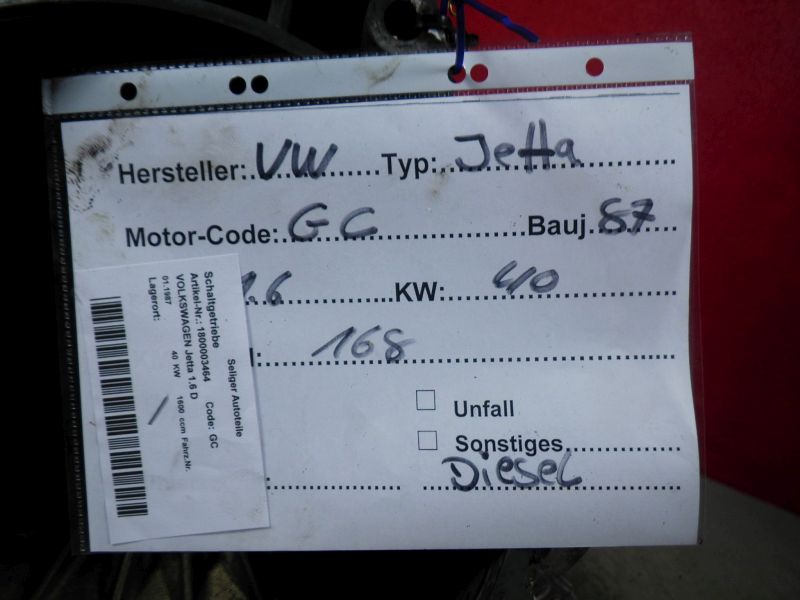 Hersteller: VW Typ: Jetta
Motor-Code: GC Bauj. 87
1.6 KW: 40
168
Unfall
Sonstiges
Diesel
Seliger Autoteile
Schaltgetriebe
Artikel-Nr.: 1800003464 Code: GC
VOLKSWAGEN Jetta 1.6 D
01.1987 40 KW 1600 ccm Fahrz.Nr.
Lagerort: